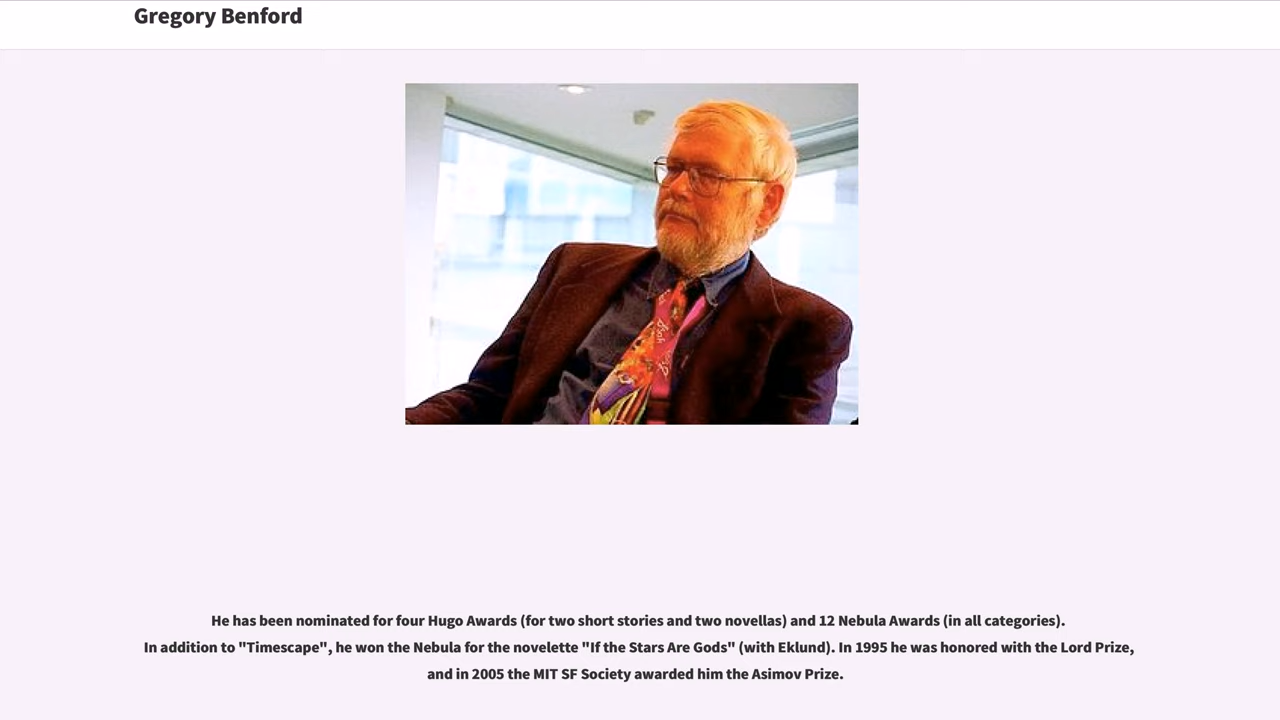 Gregory Benford
He has been nominated for four Hugo Awards (for two short stories and two novellas) and 12 Nebula Awards (in all categories).
In addition to "Timescape", he won the Nebula for the novelette "If the Stars Are Gods" (with Eklund). In 1995 he was honored with the Lord Prize,
and in 2005 the MIT SF Society awarded him the Asimov Prize.